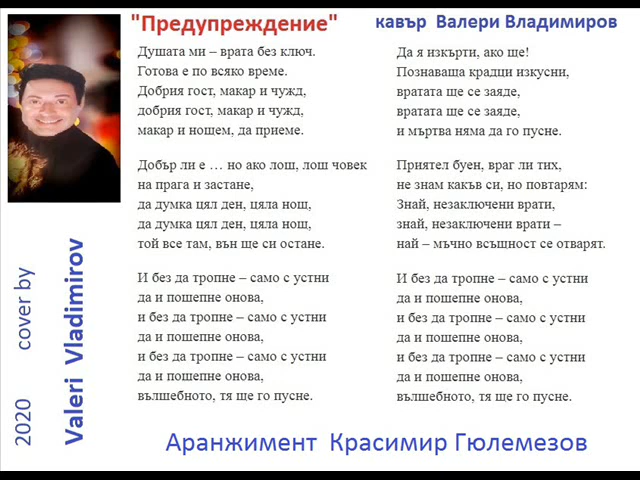 "Предупреждение"
кавър Валери Владимиров
Душата ми – врата без ключ.
Готова е по всяко време.
Добрия гост, макар и чужд,
добрия гост, макар и чужд,
макар и нощем, да приеме.
Добър ли е … но ако лош, лош човек
на прага и застане,
да думка цял ден, цяла нощ,
да думка цял ден, цяла нощ,
той все там, вън ще си остане.
И без да тропне – само с устни
да и пошепне онова,
и без да тропне – само с устни
да и пошепне онова,
и без да тропне – само с устни
да и пошепне онова,
вълшебното, тя ще го пусне.
Да я изкърти, ако ще!
Познаваща крадци изкусни,
вратата ще се заяде,
вратата ще се заяде,
и мъртва няма да го пусне.
Приятел буен, враг ли тих,
не знам какъв си, но повтарям:
Знай, незаключени врати,
знай, незаключени врати –
най – мъчно всъщност се отварят.
И без да тропне – само с устни
да и пошепне онова,
и без да тропне – само с устни
да и пошепне онова,
и без да тропне – само с устни
да и пошепне онова,
вълшебното, тя ще го пусне.
2020 cover by
Valeri Vladimirov
Аранжимент Красимир Гюлемезов